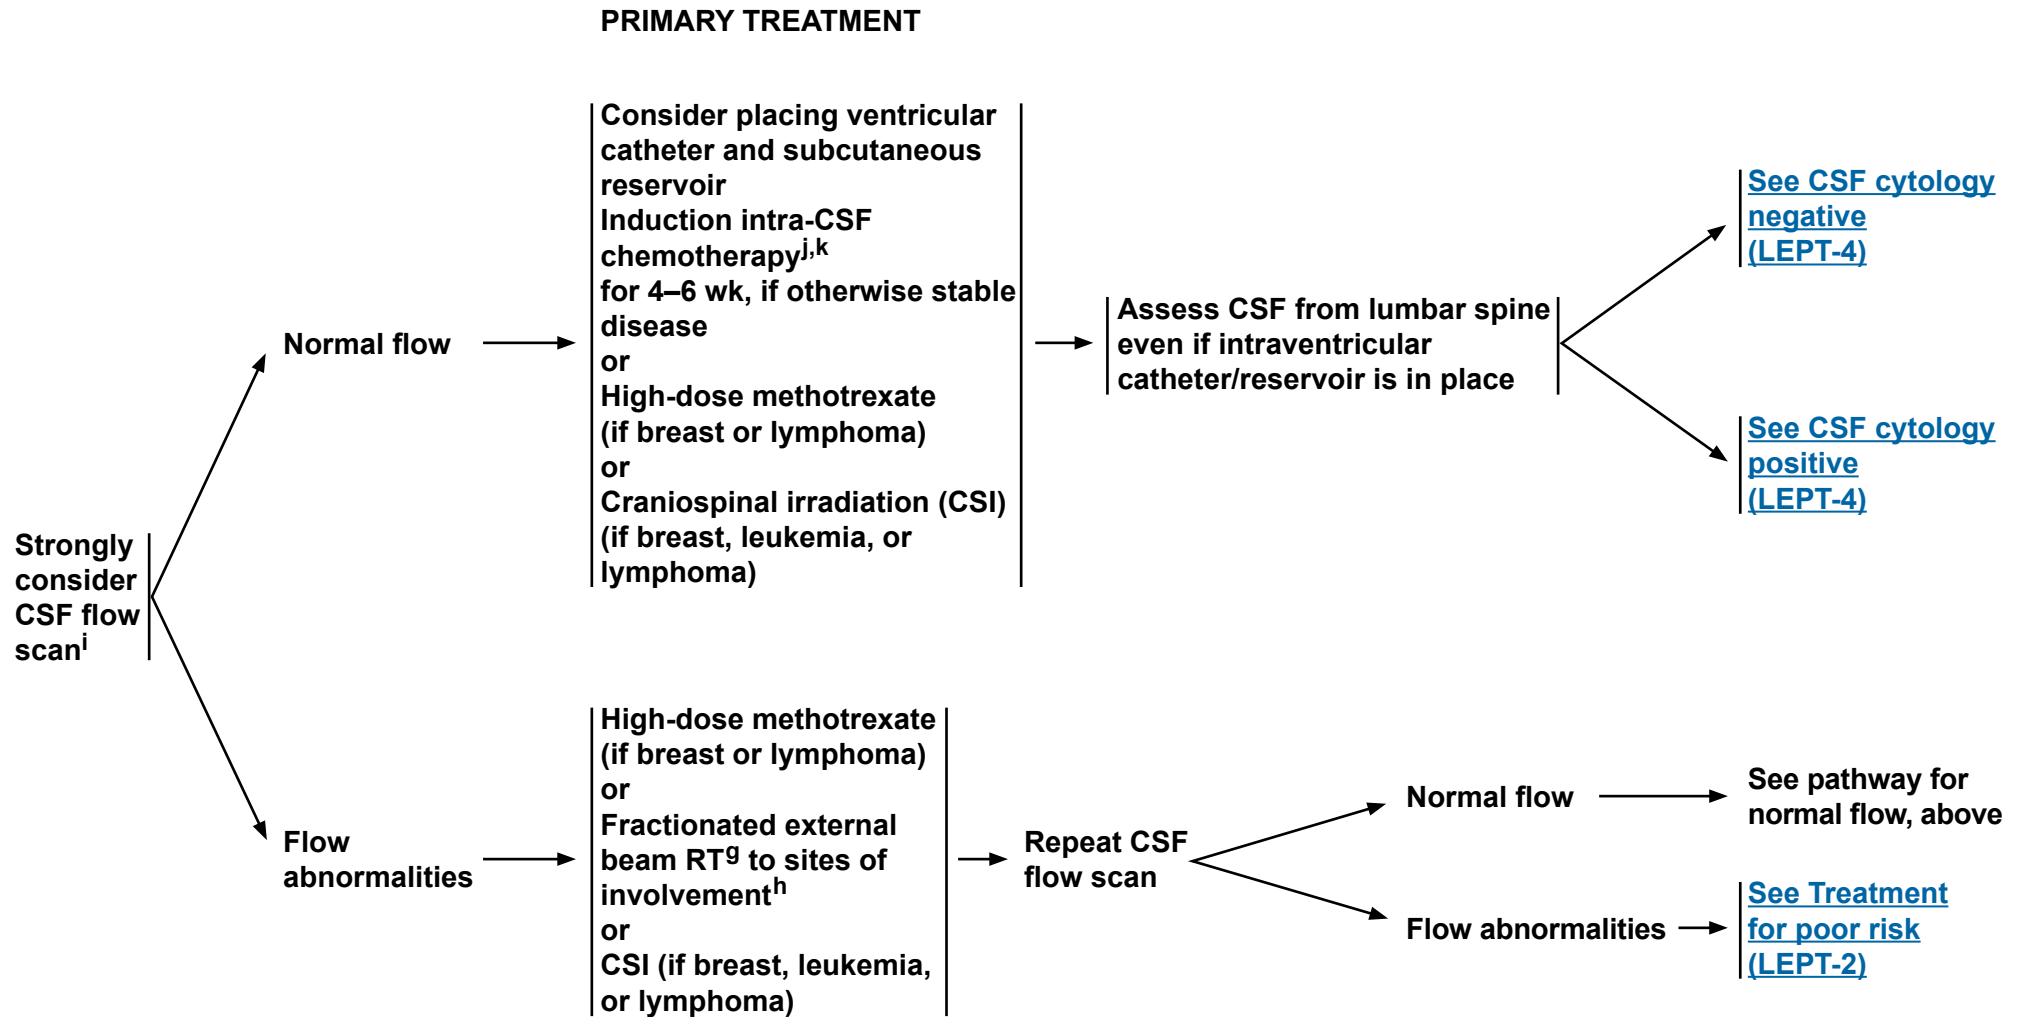 PRIMARY TREATMENT
Strongly
consider
CSF flow
scanⁱ
Normal flow
Consider placing ventricular
catheter and subcutaneous
reservoir
Induction intra-CSF
chemotherapyʲ,ᵏ
for 4–6 wk, if otherwise stable
disease
or
High-dose methotrexate
(if breast or lymphoma)
or
Craniospinal irradiation (CSI)
(if breast, leukemia, or
lymphoma)
Assess CSF from lumbar spine
even if intraventricular
catheter/reservoir is in place
See CSF cytology
negative
(LEPT-4)
See CSF cytology
positive
(LEPT-4)
Flow
abnormalities
High-dose methotrexate
(if breast or lymphoma)
or
Fractionated external
beam RTᵍ to sites of
involvementʰ
or
CSI (if breast, leukemia,
or lymphoma)
Repeat CSF
flow scan
Normal flow
See pathway for
normal flow, above
Flow abnormalities
See Treatment
for poor risk
(LEPT-2)